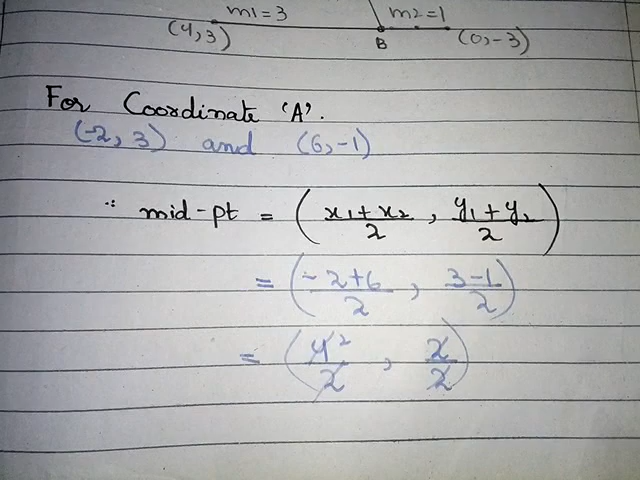 m1=3 m2=1
(4,3) B (0,-3)
For Coordinate 'A'.
(-2, 3) and (6,-1)
∵ mid-pt = (x1+x2/2 , y1+y2/2)
= (-2+6/2 , 3-1/2)
= (4 2/2 , 2/2)